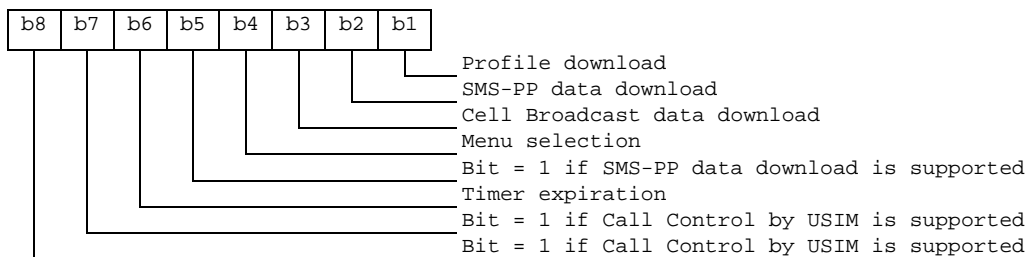 b8 b7 b6 b5 b4 b3 b2 b1
Profile download
SMS-PP data download
Cell Broadcast data download
Menu selection
Bit = 1 if SMS-PP data download is supported
Timer expiration
Bit = 1 if Call Control by USIM is supported
Bit = 1 if Call Control by USIM is supported